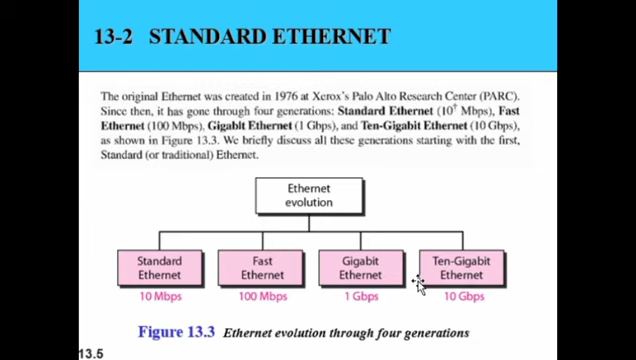 13-2 STANDARD ETHERNET
The original Ethernet was created in 1976 at Xerox's Palo Alto Research Center (PARC).
Since then, it has gone through four generations: Standard Ethernet (10† Mbps), Fast
Ethernet (100 Mbps), Gigabit Ethernet (1 Gbps), and Ten-Gigabit Ethernet (10 Gbps),
as shown in Figure 13.3. We briefly discuss all these generations starting with the first,
Standard (or traditional) Ethernet.
Ethernet
evolution
Standard
Ethernet
10 Mbps
Fast
Ethernet
100 Mbps
Gigabit
Ethernet
1 Gbps
Ten-Gigabit
Ethernet
10 Gbps
Figure 13.3 Ethernet evolution through four generations
13.5